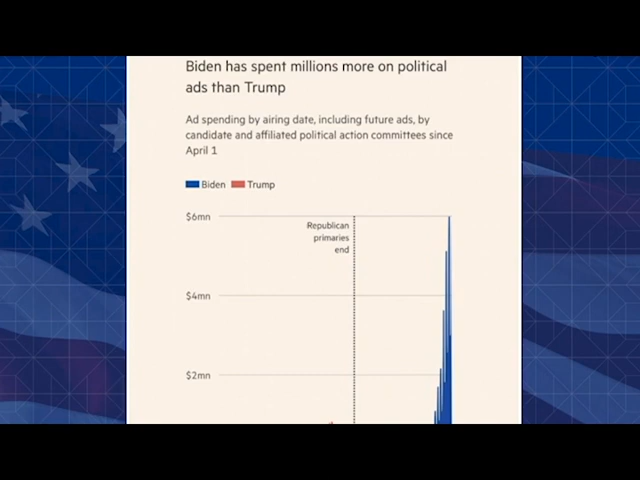 Biden has spent millions more on political
ads than Trump
Ad spending by airing date, including future ads, by
candidate and affiliated political action committees since
April 1
Biden Trump
$6mn
Republican
primaries
end
$4mn
$2mn